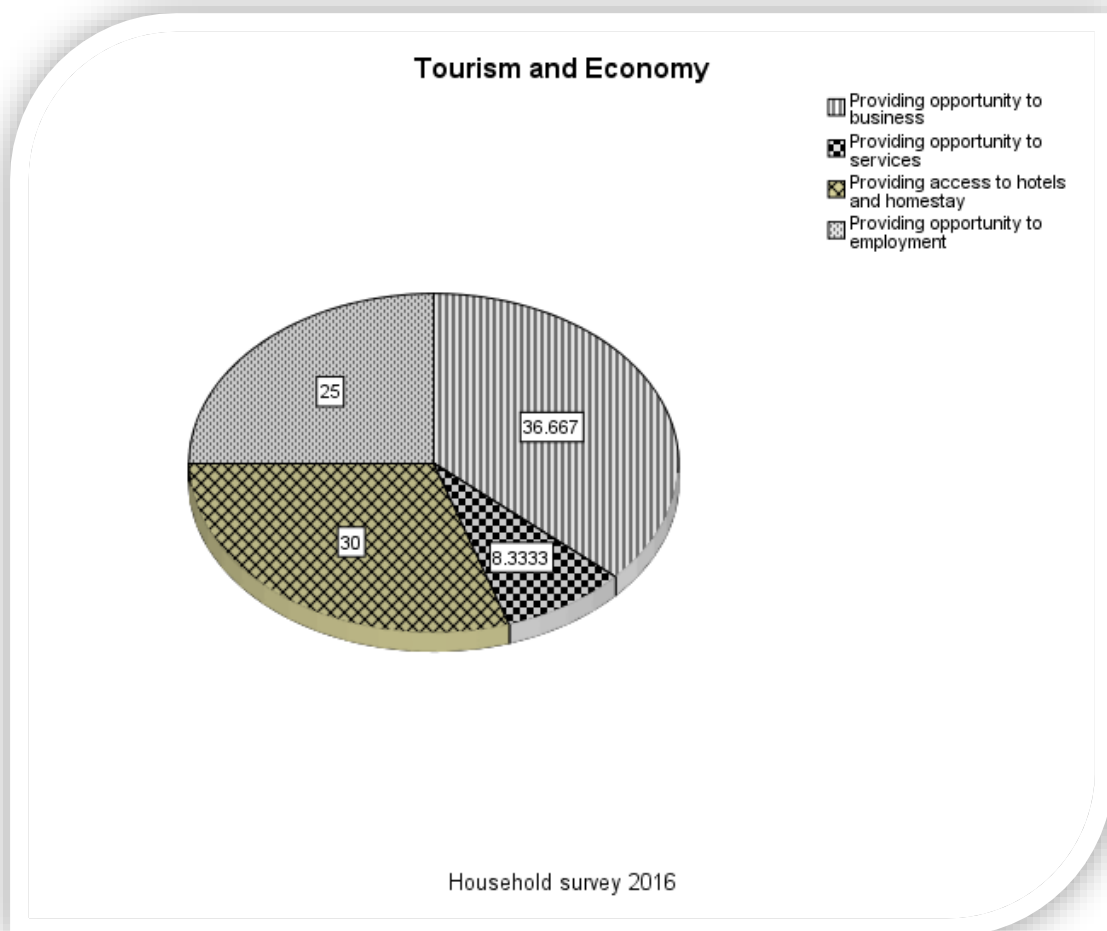 Tourism and Economy
Providing opportunity to
business
Providing opportunity to
services
Providing access to hotels
and homestay
Providing opportunity to
employment
25
36.667
30
8.3333
Household survey 2016